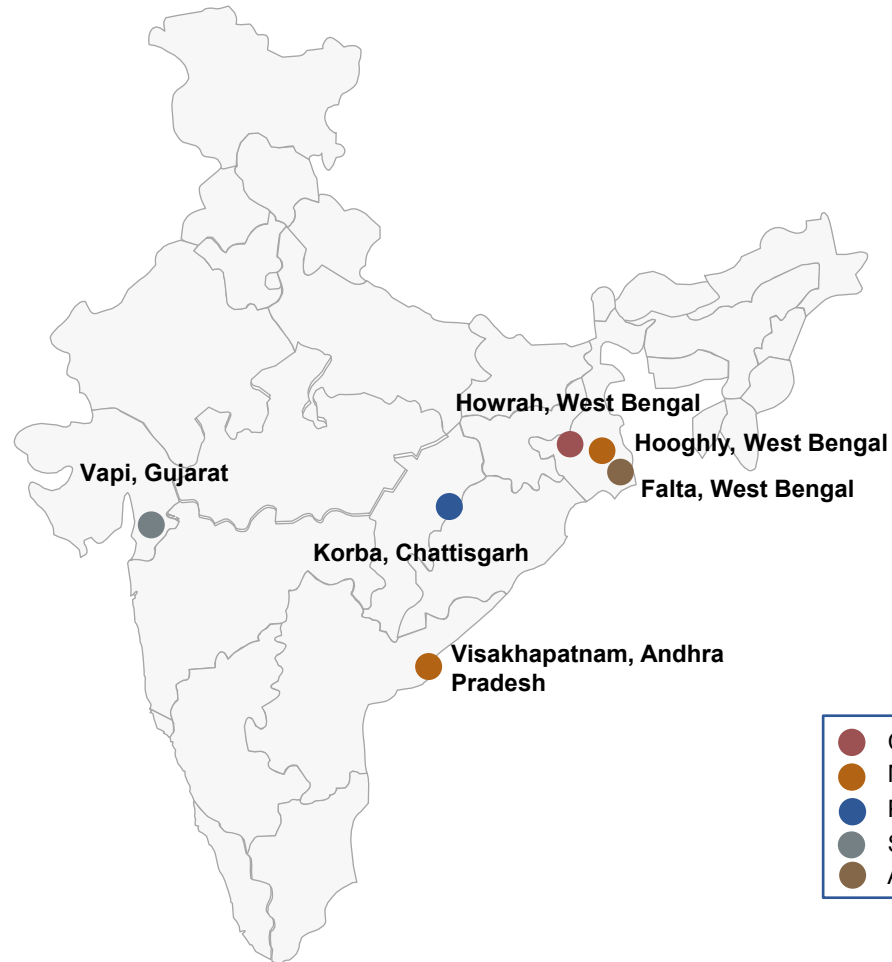 Howrah, West Bengal
Hooghly, West Bengal
Vapi, Gujarat
Falta, West Bengal
Korba, Chattisgarh
Visakhapatnam, Andhra
Pradesh